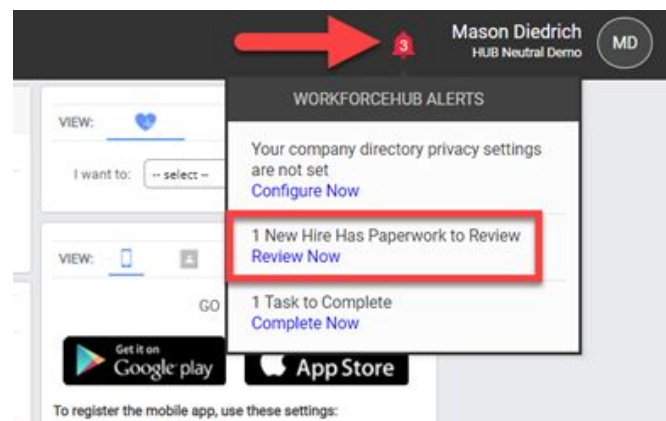 3
Mason Diedrich
HUB Neutral Demo
MD
WORKFORCEHUB ALERTS
VIEW:
Your company directory privacy settings
are not set
Configure Now
I want to:
-- select --
1 New Hire Has Paperwork to Review
Review Now
VIEW:
1 Task to Complete
Complete Now
GO
Get it on
Google play
App Store
To register the mobile app, use these settings: